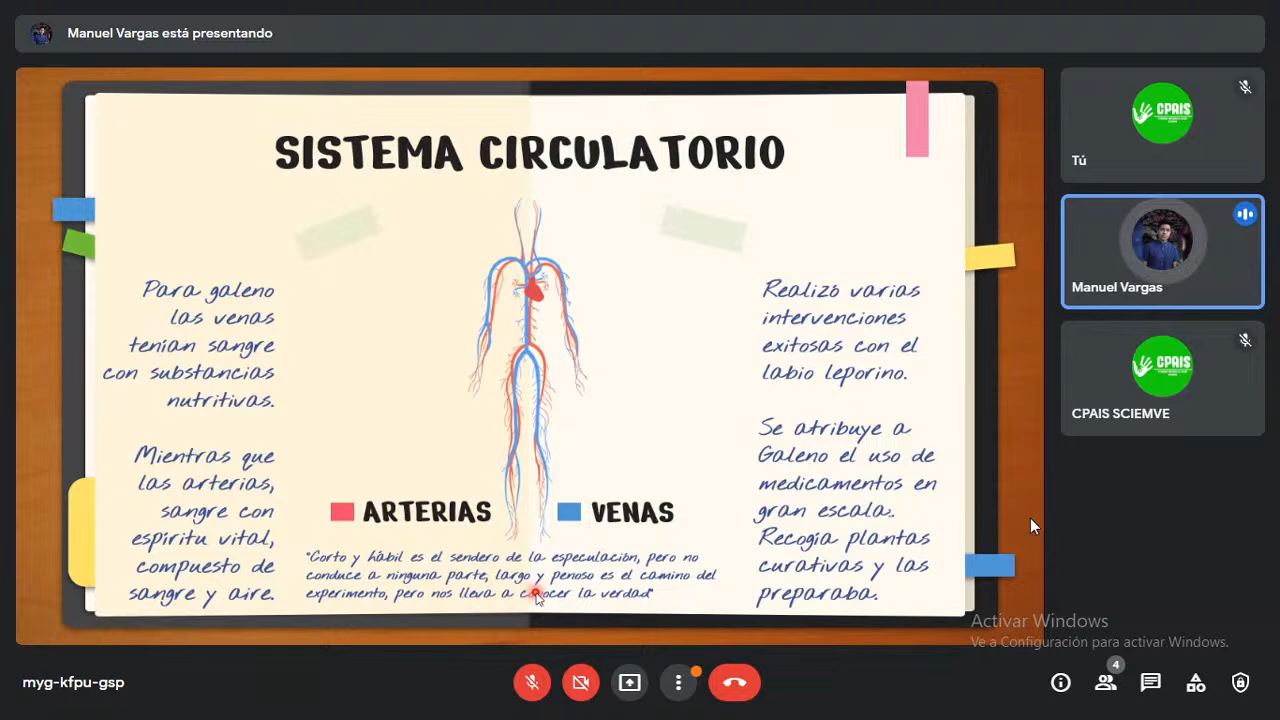 Manuel Vargas está presentando
SISTEMA CIRCULATORIO
Para galeno
las venas
tenían sangre
con substancias
nutritivas.
Mientras que
las arterias,
sangre con
espíritu vital,
compuesto de
sangre y aire.
ARTERIAS
VENAS
"Corto y hábil es el sendero de la especulación, pero no
conduce a ninguna parte, largo y penoso es el camino del
experimento, pero nos lleva a conocer la verdad"
Realizó varias
intervenciones
exitosas con el
labio leporino.
Se atribuye a
Galeno el uso de
medicamentos en
gran escala.
Recogía plantas
curativas y las
preparaba.
CPAIS
Tú
Manuel Vargas
CPAIS
CPAIS SCIEMVE
Activar Windows
Ve a Configuración para activar Windows.
myg-kfpu-gsp
4